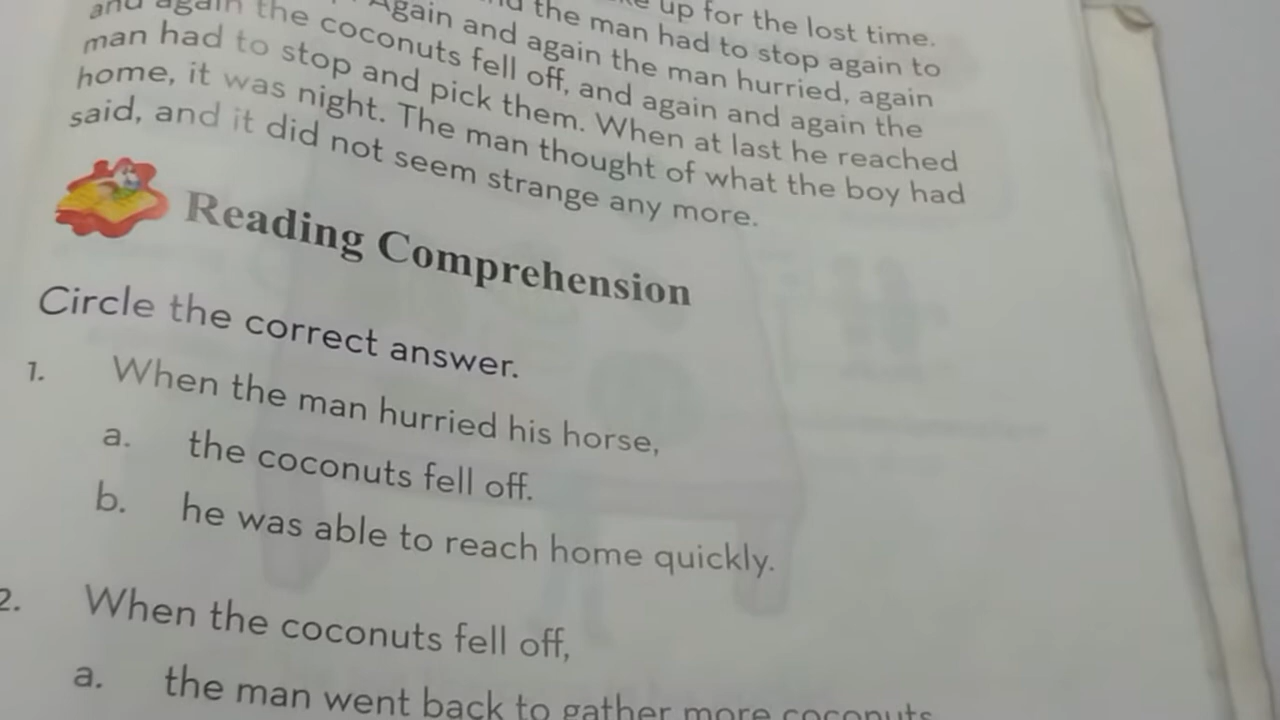 up for the lost time.
the man had to stop again to
Again and again the man hurried, again
and again the coconuts fell off, and again and again the
man had to stop and pick them. When at last he reached
home, it was night. The man thought of what the boy had
said, and it did not seem strange any more.
Reading Comprehension
Circle the correct answer.
1. When the man hurried his horse,
a. the coconuts fell off.
b. he was able to reach home quickly.
2. When the coconuts fell off,
a. the man went back to gather more coconuts